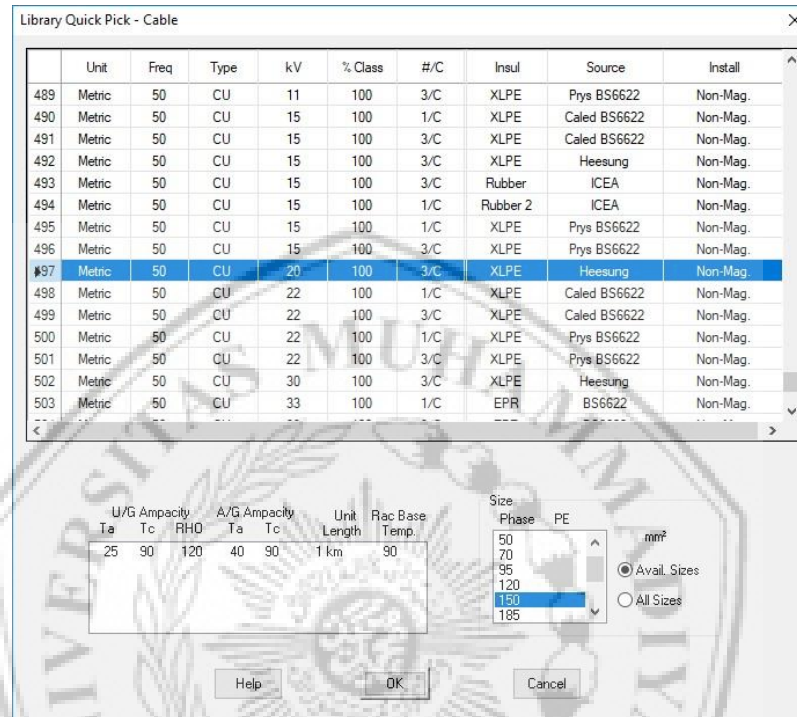 Library Quick Pick - Cable
Unit Freq Type kV % Class #/C Insul Source Install
489 Metric 50 CU 11 100 3/C XLPE Prys BS6622 Non-Mag.
490 Metric 50 CU 15 100 1/C XLPE Caled BS6622 Non-Mag.
491 Metric 50 CU 15 100 3/C XLPE Caled BS6622 Non-Mag.
492 Metric 50 CU 15 100 3/C XLPE Heesung Non-Mag.
493 Metric 50 CU 15 100 3/C Rubber ICEA Non-Mag.
494 Metric 50 CU 15 100 1/C Rubber 2 ICEA Non-Mag.
495 Metric 50 CU 15 100 1/C XLPE Prys BS6622 Non-Mag.
496 Metric 50 CU 15 100 3/C XLPE Prys BS6622 Non-Mag.
497 Metric 50 CU 20 100 3/C XLPE Heesung Non-Mag.
498 Metric 50 CU 22 100 1/C XLPE Caled BS6622 Non-Mag.
499 Metric 50 CU 22 100 3/C XLPE Caled BS6622 Non-Mag.
500 Metric 50 CU 22 100 1/C XLPE Prys BS6622 Non-Mag.
501 Metric 50 CU 22 100 3/C XLPE Prys BS6622 Non-Mag.
502 Metric 50 CU 30 100 3/C XLPE Heesung Non-Mag.
503 Metric 50 CU 33 100 1/C EPR BS6622 Non-Mag.
U/G Ampacity A/G Ampacity Unit Rac Base
Ta Tc RHO Ta Tc Length Temp.
25 90 120 40 90 1 km 90
Size
Phase PE
mm²
50
70
95
120
150
185
Avail. Sizes
All Sizes
Help OK Cancel
MUHAMMADIYA